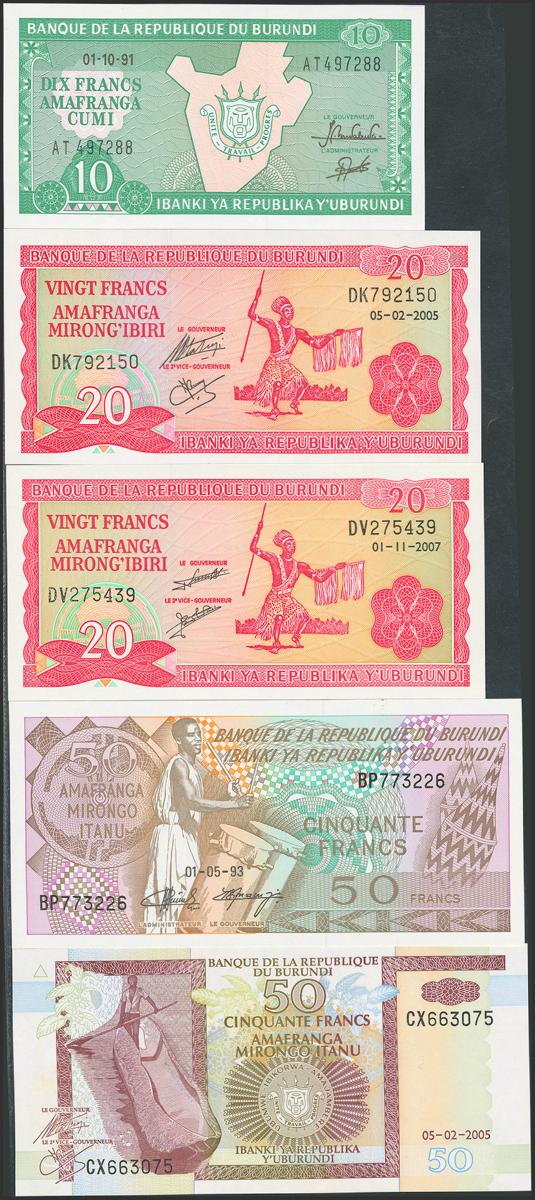 BANQUE DE LA REPUBLIQUE DU BURUNDI
10
01-10-91
AT497288
DIX FRANCS
AMAFRANGA
CUMI
LE GOUVERNEUR
UNITE - TRAVAIL - PROGRES
AT497288
L'ADMINISTRATEUR
10
IBANKI YA REPUBLIKA Y'UBURUNDI
BANQUE DE LA REPUBLIQUE DU BURUNDI
20
VINGT FRANCS
DK792150
AMAFRANGA
05-02-2005
MIRONG'IBIRI
LE GOUVERNEUR
DK792150
LE 2e VICE-GOUVERNEUR
20
IBANKI YA REPUBLIKA Y'UBURUNDI
BANQUE DE LA REPUBLIQUE DU BURUNDI
20
VINGT FRANCS
DV275439
AMAFRANGA
01-11-2007
MIRONG'IBIRI
LE GOUVERNEUR
DV275439
LE 2e VICE-GOUVERNEUR
20
IBANKI YA REPUBLIKA Y'UBURUNDI
BANQUE DE LA RÉPUBLIQUE DU BURUNDI
IBANKI YA REPUBLIKA Y'UBURUNDI
50
BP773226
AMAFRANGA
MIRONGO
ITANU
CINQUANTE
FRANCS
01-05-93
50 FRANCS
BP773226
L'ADMINISTRATEUR
LE GOUVERNEUR
BANQUE DE LA REPUBLIQUE
DU BURUNDI
50
CINQUANTE FRANCS
CX663075
AMAFRANGA
MIRONGO ITANU
GUSUMA IBIKORWA AMAJAMBERE
LE GOUVERNEUR
05-02-2005
LE 2e VICE-GOUVERNEUR
IBANKI YA REPUBLIKA
Y'UBURUNDI
CX663075
50